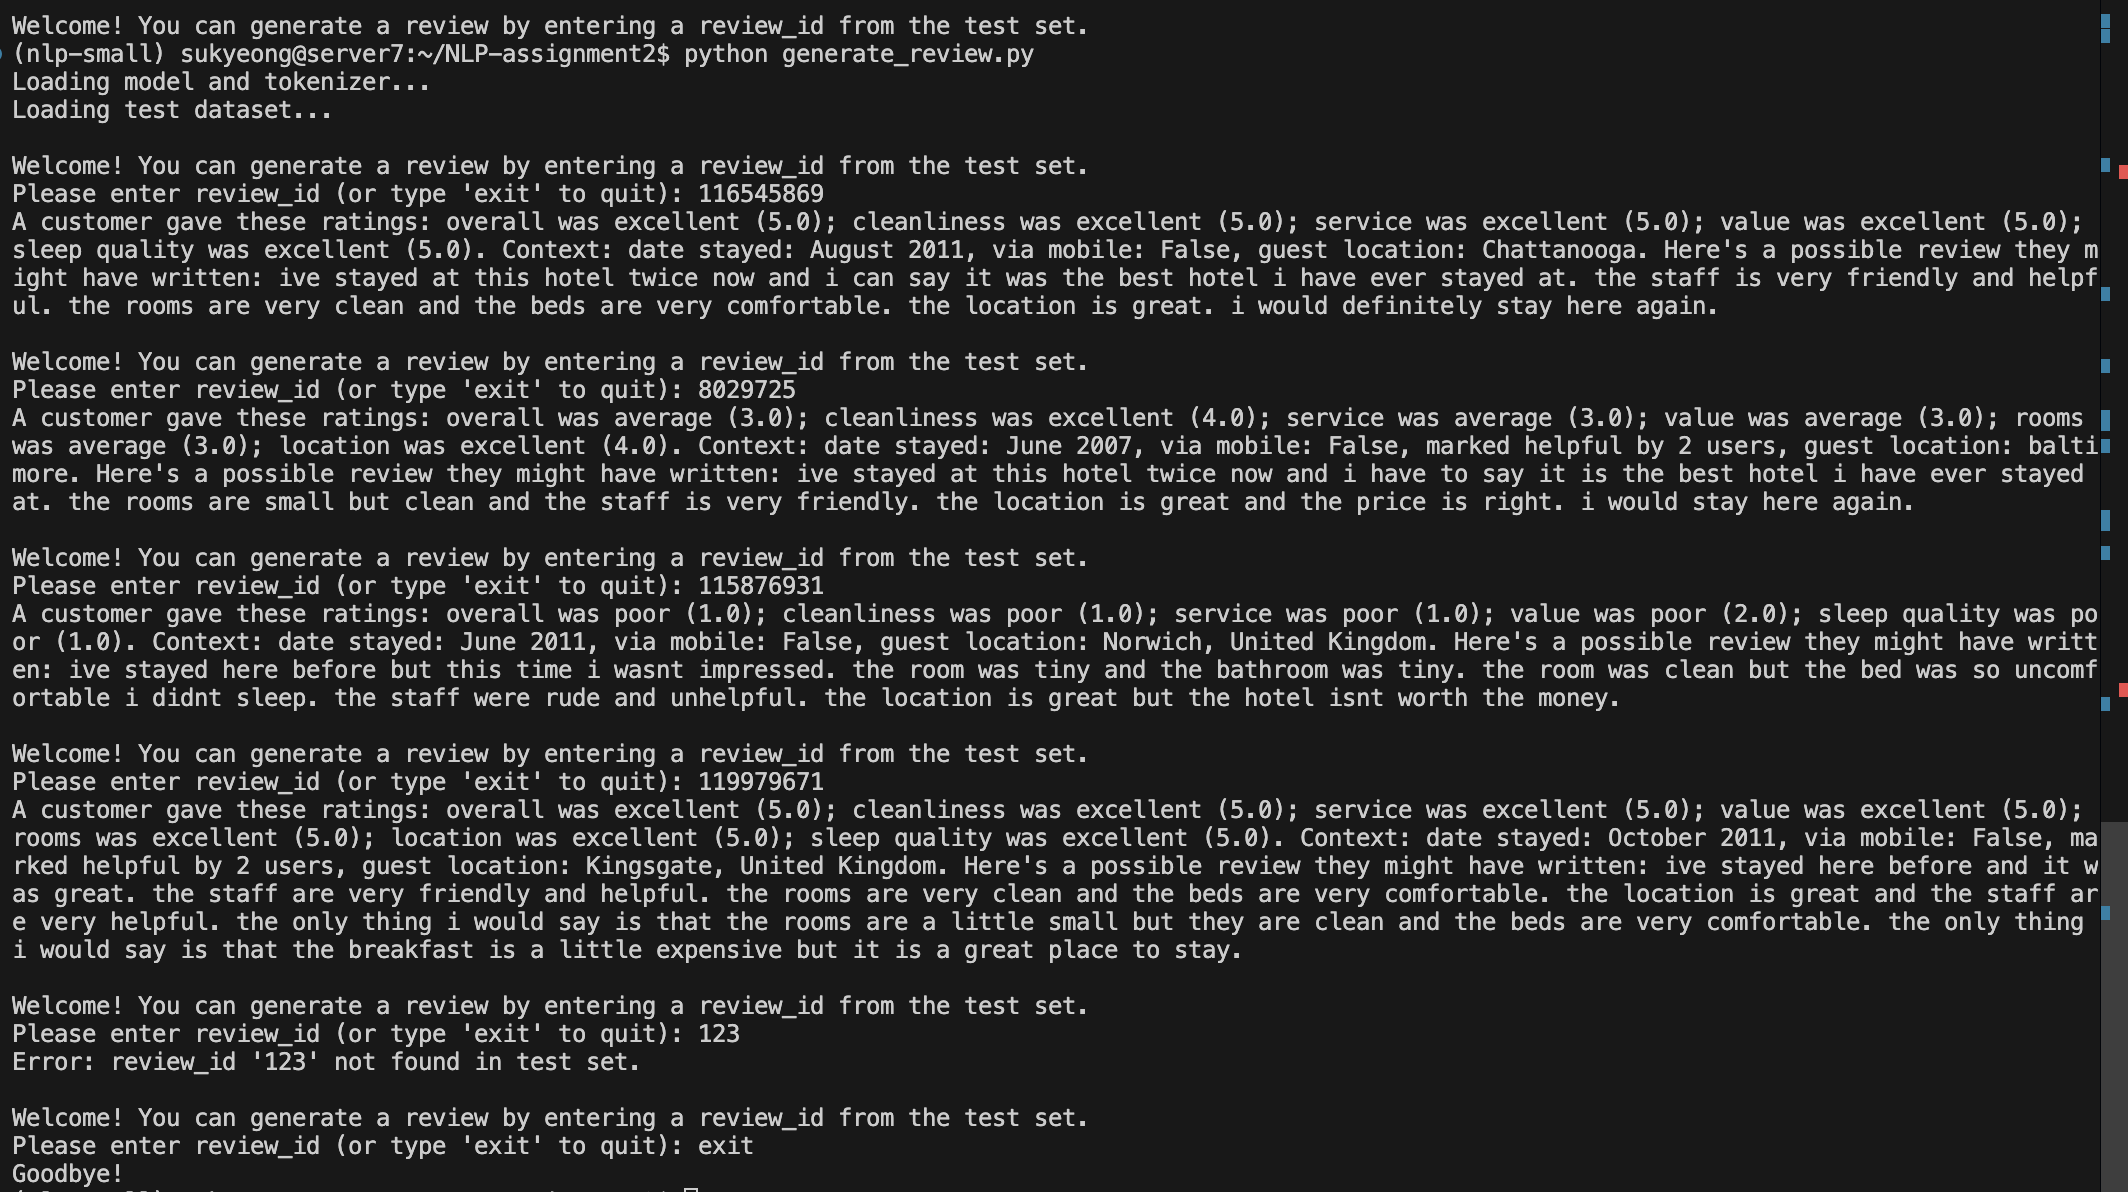 Welcome! You can generate a review by entering a review_id from the test set.
(nlp-small) sukyeong@server7:~/NLP-assignment2$ python generate_review.py
Loading model and tokenizer...
Loading test dataset...
Welcome! You can generate a review by entering a review_id from the test set.
Please enter review_id (or type 'exit' to quit): 116545869
A customer gave these ratings: overall was excellent (5.0); cleanliness was excellent (5.0); service was excellent (5.0); value was excellent (5.0);
sleep quality was excellent (5.0). Context: date stayed: August 2011, via mobile: False, guest location: Chattanooga. Here's a possible review they m
ight have written: ive stayed at this hotel twice now and i can say it was the best hotel i have ever stayed at. the staff is very friendly and helpf
ul. the rooms are very clean and the beds are very comfortable. the location is great. i would definitely stay here again.
Welcome! You can generate a review by entering a review_id from the test set.
Please enter review_id (or type 'exit' to quit): 8029725
A customer gave these ratings: overall was average (3.0); cleanliness was excellent (4.0); service was average (3.0); value was average (3.0); rooms
was average (3.0); location was excellent (4.0). Context: date stayed: June 2007, via mobile: False, marked helpful by 2 users, guest location: balti
more. Here's a possible review they might have written: ive stayed at this hotel twice now and i have to say it is the best hotel i have ever stayed
at. the rooms are small but clean and the staff is very friendly. the location is great and the price is right. i would stay here again.
Welcome! You can generate a review by entering a review_id from the test set.
Please enter review_id (or type 'exit' to quit): 115876931
A customer gave these ratings: overall was poor (1.0); cleanliness was poor (1.0); service was poor (1.0); value was poor (2.0); sleep quality was po
or (1.0). Context: date stayed: June 2011, via mobile: False, guest location: Norwich, United Kingdom. Here's a possible review they might have writt
en: ive stayed here before but this time i wasnt impressed. the room was tiny and the bathroom was tiny. the room was clean but the bed was so uncomf
ortable i didnt sleep. the staff were rude and unhelpful. the location is great but the hotel isnt worth the money.
Welcome! You can generate a review by entering a review_id from the test set.
Please enter review_id (or type 'exit' to quit): 119979671
A customer gave these ratings: overall was excellent (5.0); cleanliness was excellent (5.0); service was excellent (5.0); value was excellent (5.0);
rooms was excellent (5.0); location was excellent (5.0); sleep quality was excellent (5.0). Context: date stayed: October 2011, via mobile: False, ma
rked helpful by 2 users, guest location: Kingsgate, United Kingdom. Here's a possible review they might have written: ive stayed here before and it w
as great. the staff are very friendly and helpful. the rooms are very clean and the beds are very comfortable. the location is great and the staff ar
e very helpful. the only thing i would say is that the rooms are a little small but they are clean and the beds are very comfortable. the only thing
i would say is that the breakfast is a little expensive but it is a great place to stay.
Welcome! You can generate a review by entering a review_id from the test set.
Please enter review_id (or type 'exit' to quit): 123
Error: review_id '123' not found in test set.
Welcome! You can generate a review by entering a review_id from the test set.
Please enter review_id (or type 'exit' to quit): exit
Goodbye!